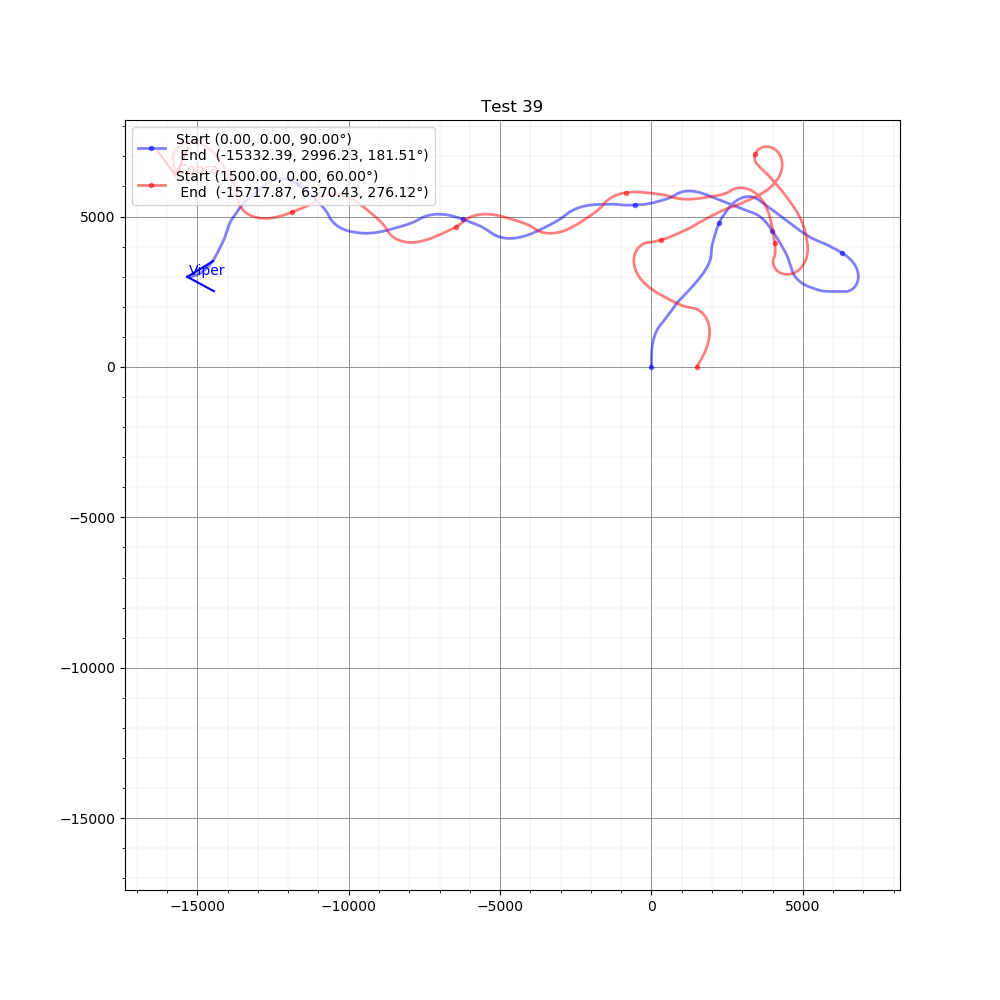 Test 39
Start (0.00, 0.00, 90.00°)
End (-15332.39, 2996.23, 181.51°)
Start (1500.00, 0.00, 60.00°)
End (-15717.87, 6370.43, 276.12°)
Cobra
Viper
5000
0
−5000
−10000
−15000
−15000
−10000
−5000
0
5000